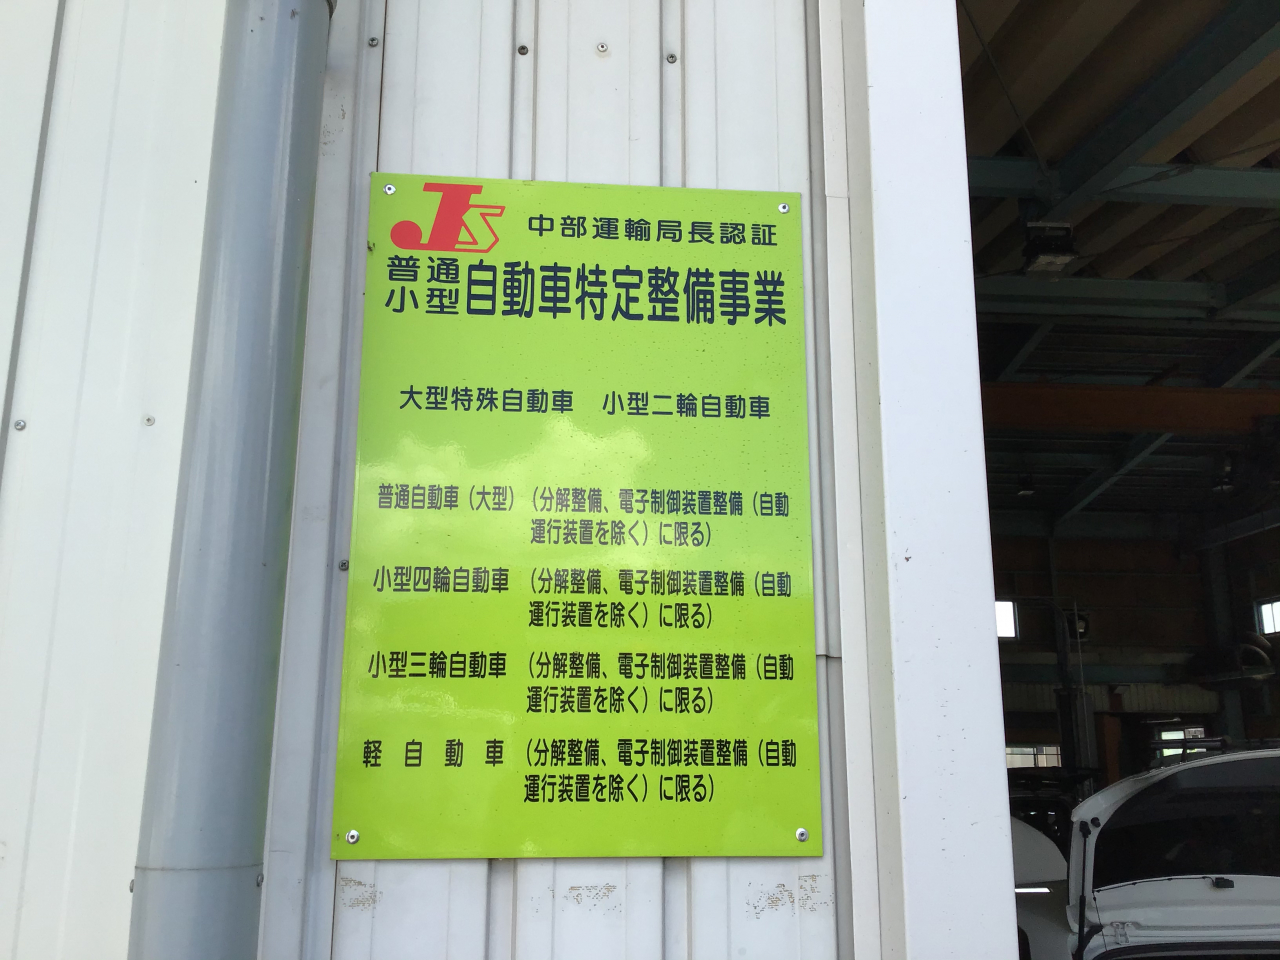 JS 中部運輸局長認証
普通
小型 自動車特定整備事業
大型特殊自動車 小型二輪自動車
普通自動車（大型）（分解整備、電子制御装置整備（自動
運行装置を除く）に限る）
小型四輪自動車 （分解整備、電子制御装置整備（自動
運行装置を除く）に限る）
小型三輪自動車 （分解整備、電子制御装置整備（自動
運行装置を除く）に限る）
軽自動車 （分解整備、電子制御装置整備（自動
運行装置を除く）に限る）